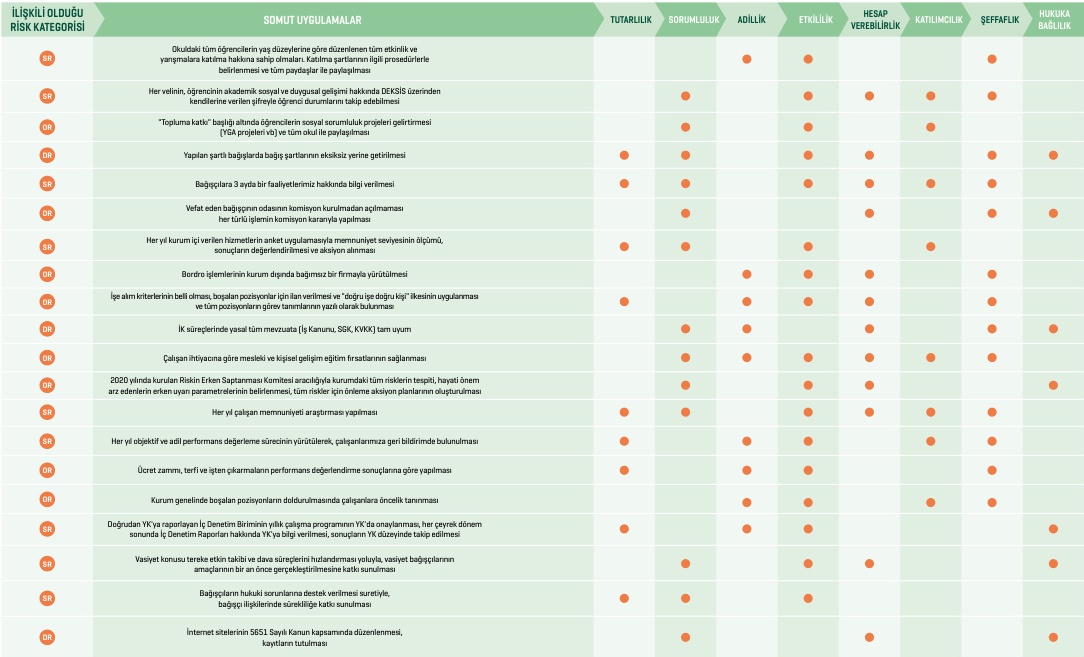 İLİŞKİLİ OLDUĞU
RİSK KATEGORİSİ
SOMUT UYGULAMALAR
TUTARLILIK
SORUMLULUK
ADİLLİK
ETKİLİLİK
HESAP
VEREBİLİRLİK
KATILIMCILIK
ŞEFFAFLIK
HUKUKA
BAĞLILIK
SR
Okuldaki tüm öğrencilerin yaş düzeylerine göre düzenlenen tüm etkinlik ve
yarışmalara katılma hakkına sahip olmaları. Katılma şartlarının ilgili prosedürlerle
belirlenmesi ve tüm paydaşlar ile paylaşılması
SR
Her velinin, öğrencinin akademik sosyal ve duygusal gelişimi hakkında DEKSİS üzerinden
kendilerine verilen şifreyle öğrenci durumlarını takip edebilmesi
OR
"Topluma katkı" başlığı altında öğrencilerin sosyal sorumluluk projeleri gelirtirmesi
(YGA projeleri vb) ve tüm okul ile paylaşılması
OR
Yapılan şartlı bağışlarda bağış şartlarının eksiksiz yerine getirilmesi
SR
Bağışçılara 3 ayda bir faaliyetlerimiz hakkında bilgi verilmesi
OR
Vefat eden bağışçının odasının komisyon kurulmadan açılmaması
her türlü işlemin komisyon kararıyla yapılması
SR
Her yıl kurum içi verilen hizmetlerin anket uygulamasıyla memnuniyet seviyesinin ölçümü,
sonuçların değerlendirilmesi ve aksiyon alınması
OR
Bordro işlemlerinin kurum dışında bağımsız bir firmayla yürütülmesi
OR
İşe alım kriterlerinin belli olması, boşalan pozisyonlar için ilan verilmesi ve "doğru işe doğru kişi" ilkesinin uygulanması
ve tüm pozisyonların görev tanımlarının yazılı olarak bulunması
OR
İK süreçlerinde yasal tüm mevzuata (İş Kanunu, SGK, KVKK) tam uyum
OR
Çalışan ihtiyacına göre mesleki ve kişisel gelişim eğitim fırsatlarının sağlanması
OR
2020 yılında kurulan Riskin Erken Saptanması Komitesi aracılığıyla kurumdaki tüm risklerin tespiti, hayati önem
arz edenlerin erken uyarı parametrelerinin belirlenmesi, tüm riskler için önleme aksiyon planlarının oluşturulması
SR
Her yıl çalışan memnuniyeti araştırması yapılması
SR
Her yıl objektif ve adil performans değerleme sürecinin yürütülerek, çalışanlarımıza geri bildirimde bulunulması
OR
Ücret zammı, terfi ve işten çıkarmaların performans değerlendirme sonuçlarına göre yapılması
OR
Kurum genelinde boşalan pozisyonların doldurulmasında çalışanlara öncelik tanınması
SR
Doğrudan YK'ya raporlayan İç Denetim Biriminin yıllık çalışma programının YK'da onaylanması, her çeyrek dönem
sonunda İç Denetim Raporları hakkında YK'ya bilgi verilmesi, sonuçların YK düzeyinde takip edilmesi
SR
Vasiyet konusu tereke etkin takibi ve dava süreçlerini hızlandırması yoluyla, vasiyet bağışçılarının
amaçlarının bir an önce gerçekleştirilmesine katkı sunulması
SR
Bağışçıların hukuki sorunlarına destek verilmesi suretiyle,
bağışçı ilişkilerinde sürekliliğe katkı sunulması
OR
İnternet sitelerinin 5651 Sayılı Kanun kapsamında düzenlenmesi,
kayıtların tutulması